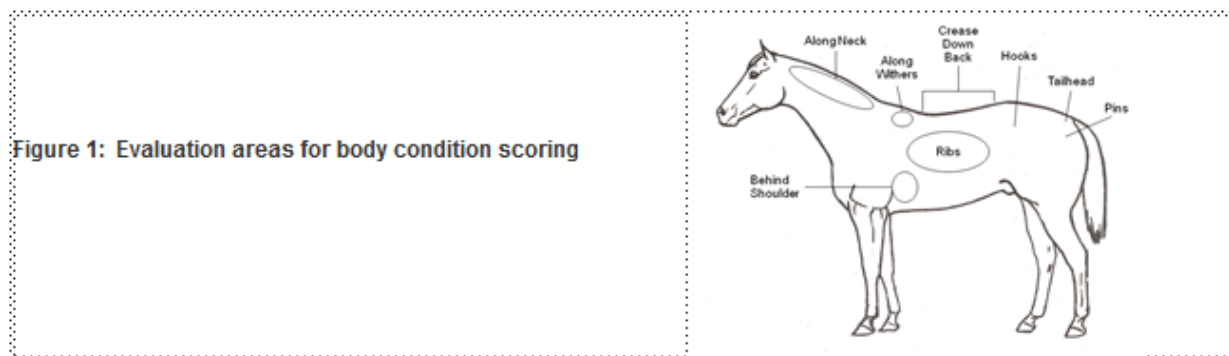 Figure 1: Evaluation areas for body condition scoring
Along Neck
Along
Withers
Crease
Down
Back
Hooks
Tailhead
Pins
Ribs
Behind
Shoulder